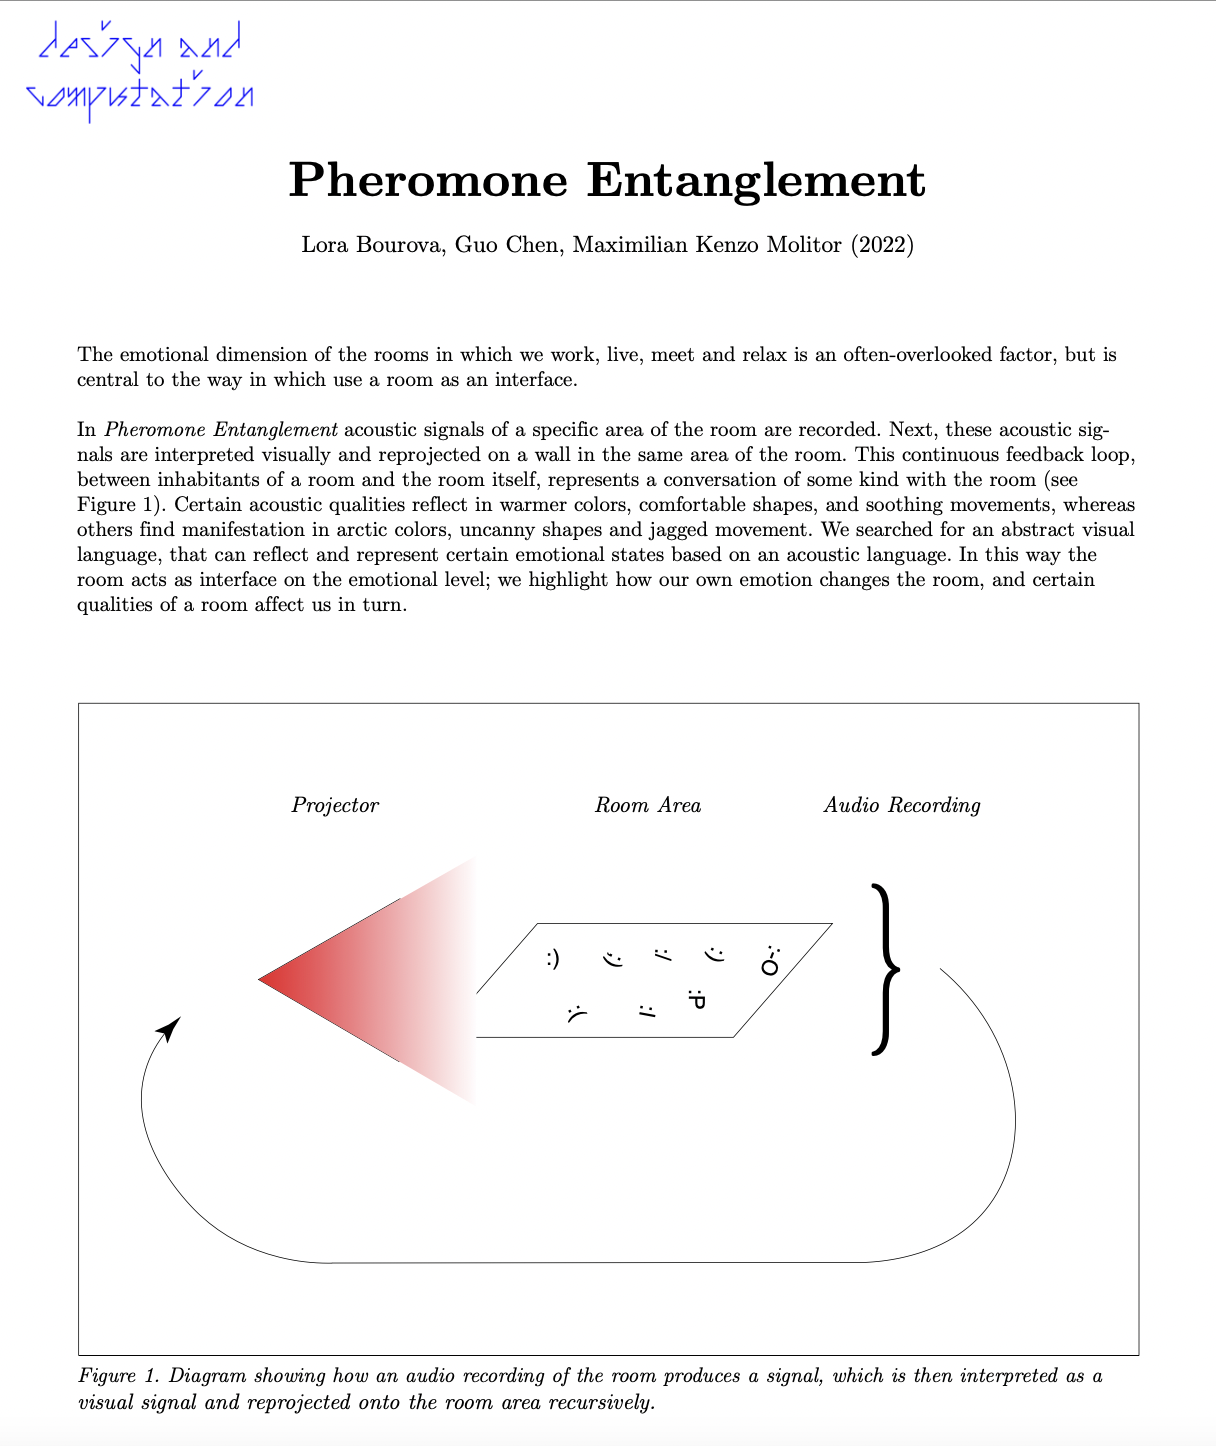 design and
computation
Pheromone Entanglement
Lora Bourova, Guo Chen, Maximilian Kenzo Molitor (2022)
The emotional dimension of the rooms in which we work, live, meet and relax is an often-overlooked factor, but is
central to the way in which use a room as an interface.
In Pheromone Entanglement acoustic signals of a specific area of the room are recorded. Next, these acoustic sig-
nals are interpreted visually and reprojected on a wall in the same area of the room. This continuous feedback loop,
between inhabitants of a room and the room itself, represents a conversation of some kind with the room (see
Figure 1). Certain acoustic qualities reflect in warmer colors, comfortable shapes, and soothing movements, whereas
others find manifestation in arctic colors, uncanny shapes and jagged movement. We searched for an abstract visual
language, that can reflect and represent certain emotional states based on an acoustic language. In this way the
room acts as interface on the emotional level; we highlight how our own emotion changes the room, and certain
qualities of a room affect us in turn.
Projector Room Area Audio Recording
:) :) :/ :) :-O
:( :/ :P
}
Figure 1. Diagram showing how an audio recording of the room produces a signal, which is then interpreted as a
visual signal and reprojected onto the room area recursively.